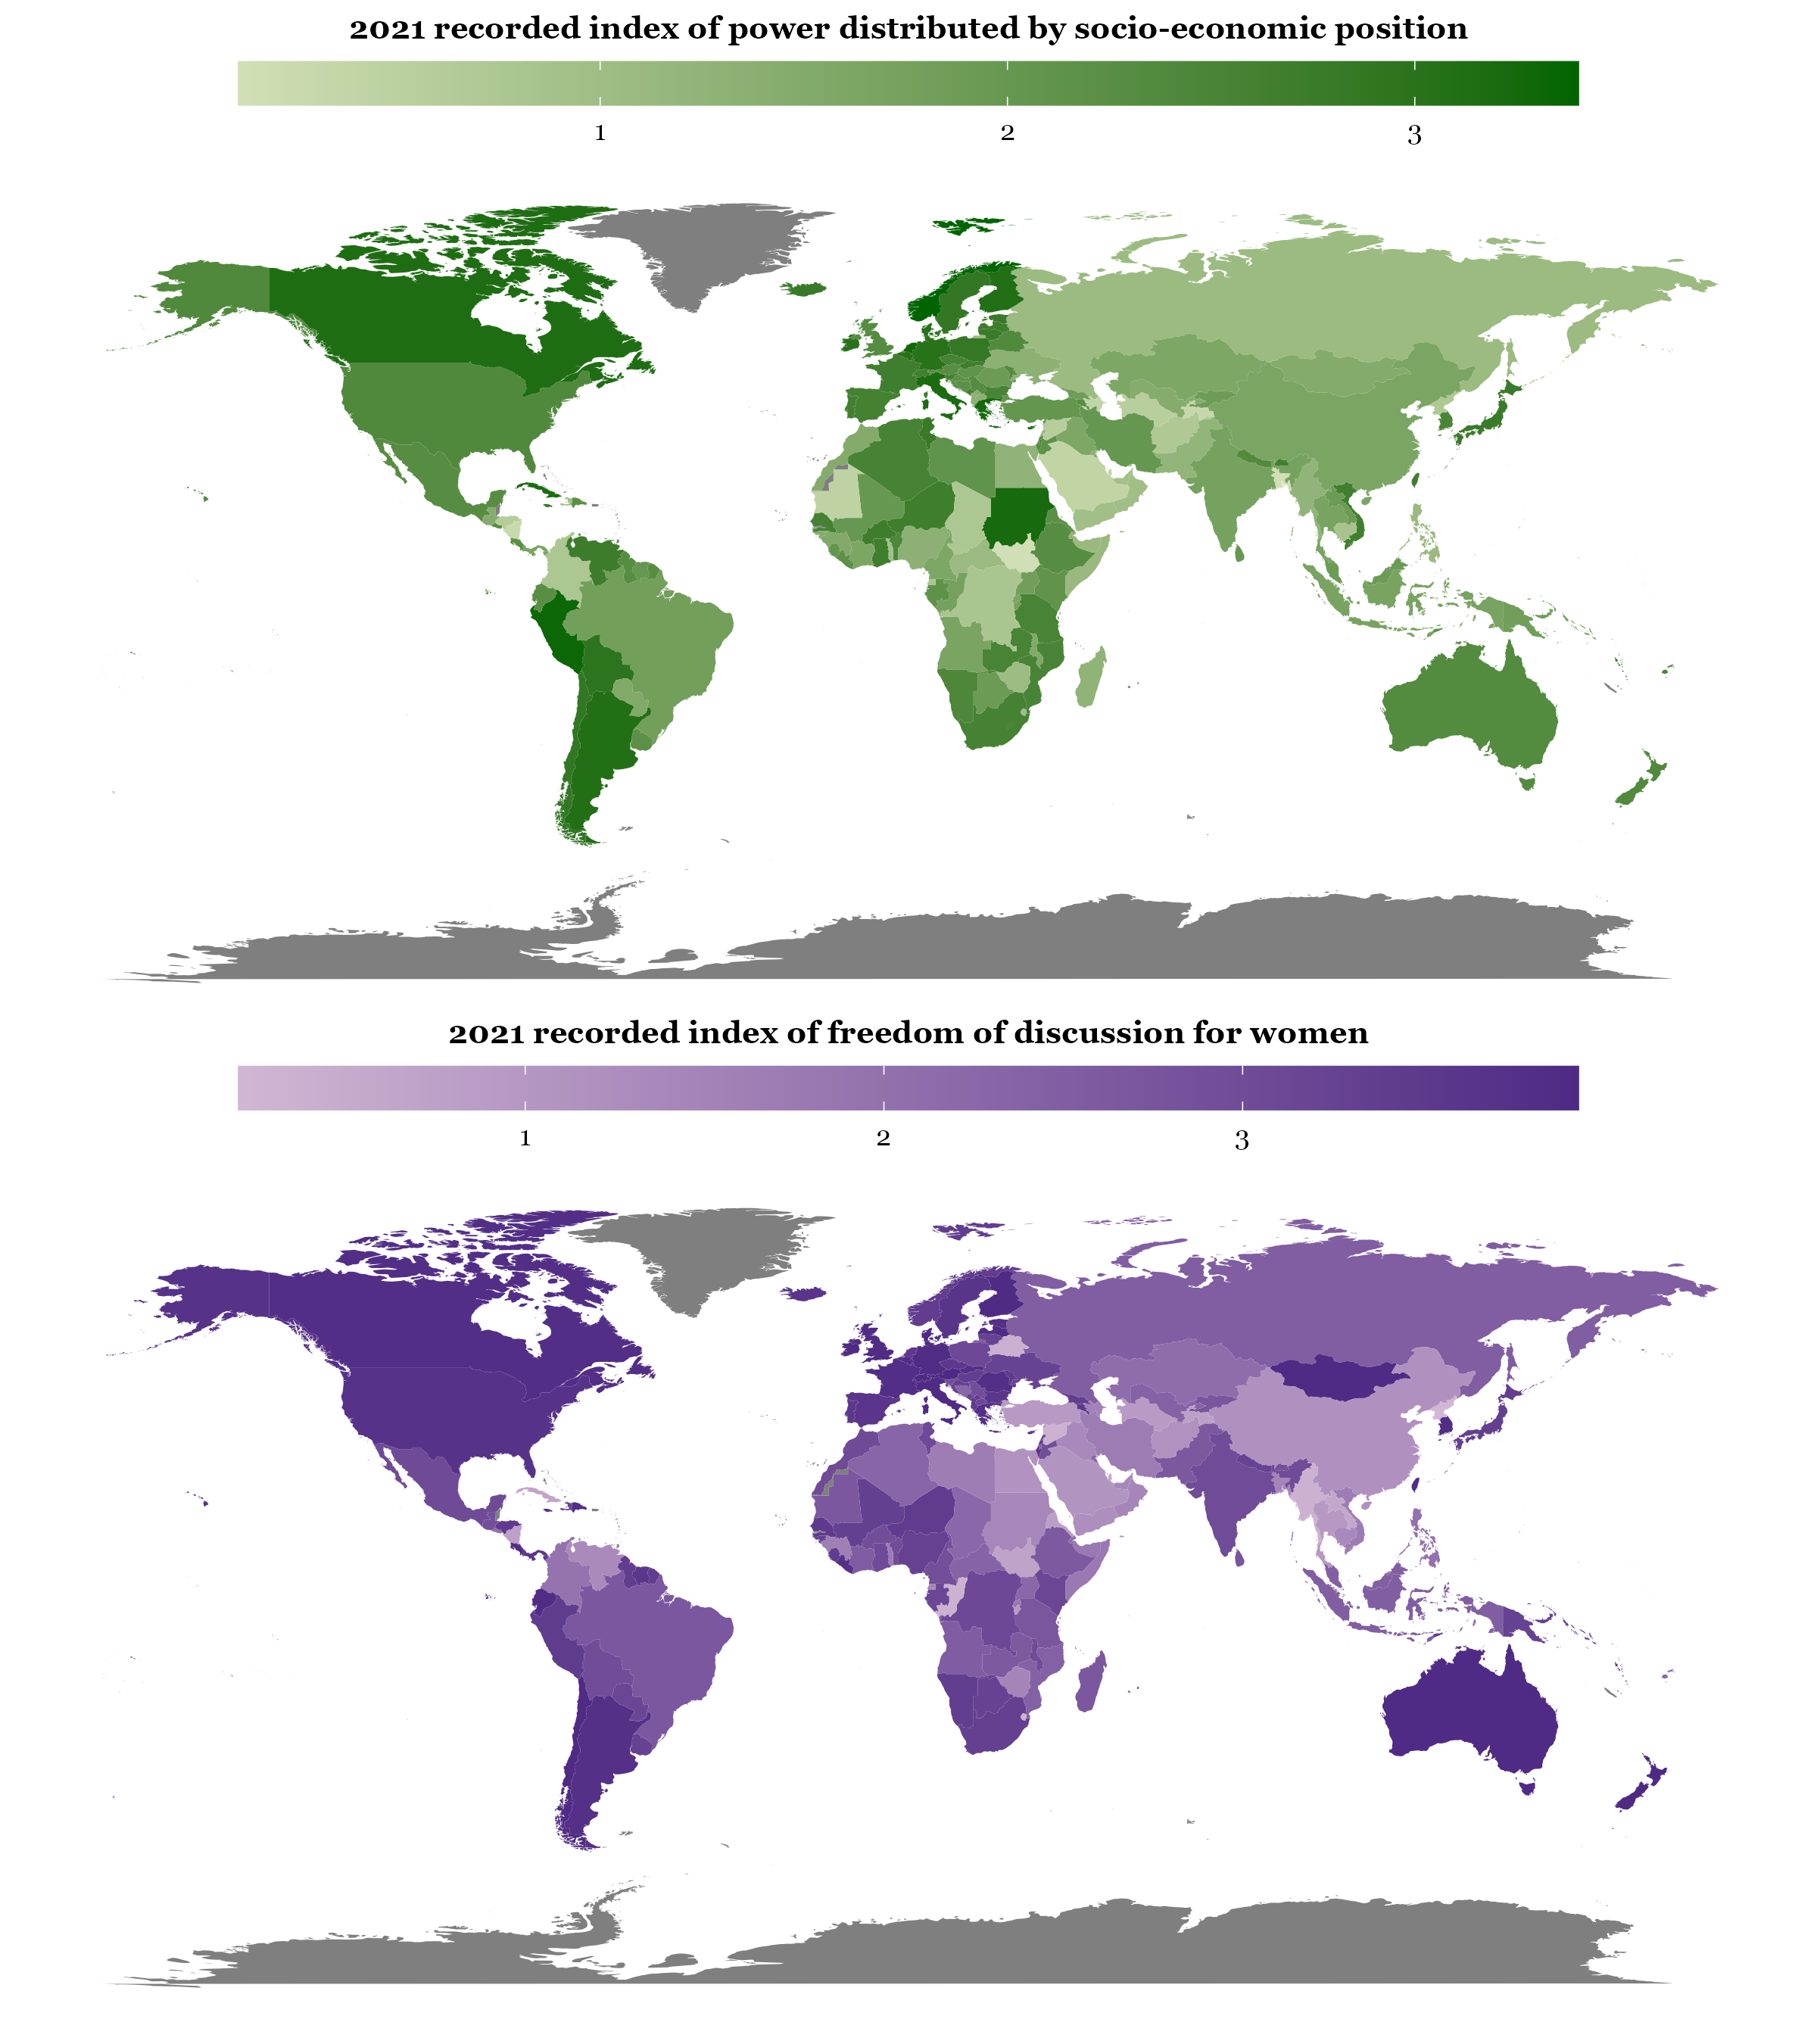 2021 recorded index of power distributed by socio-economic position
1 2 3
2021 recorded index of freedom of discussion for women
1 2 3